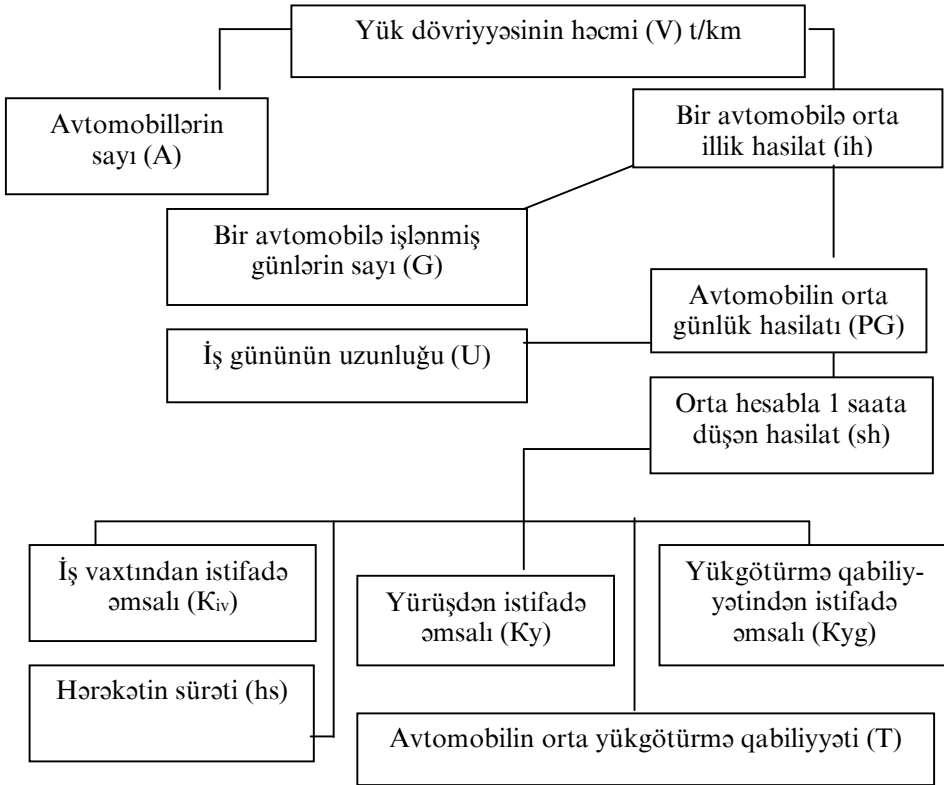 Yük dövriyyəsinin həcmi (V) t/km
Avtomobillərin
sayı (A)
Bir avtomobilə orta
illik hasilat (ih)
Bir avtomobilə işlənmiş
günlərin sayı (G)
Avtomobilin orta
günlük hasilatı (PG)
İş gününün uzunluğu (U)
Orta hesabla 1 saata
düşən hasilat (sh)
İş vaxtından istifadə
əmsalı (Kiv)
Yürüşdən istifadə
əmsalı (Ky)
Yükgötürmə qabiliy-
yətindən istifadə
əmsalı (Kyg)
Hərəkətin sürəti (hs)
Avtomobilin orta yükgötürmə qabiliyyəti (T)